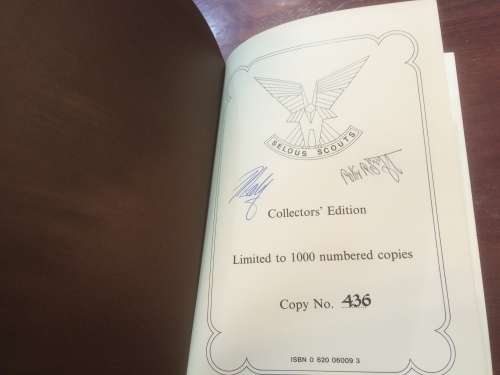 SELOUS SCOUTS
Collectors' Edition
Limited to 1000 numbered copies
Copy No. 436
ISBN 0 620 06009 3